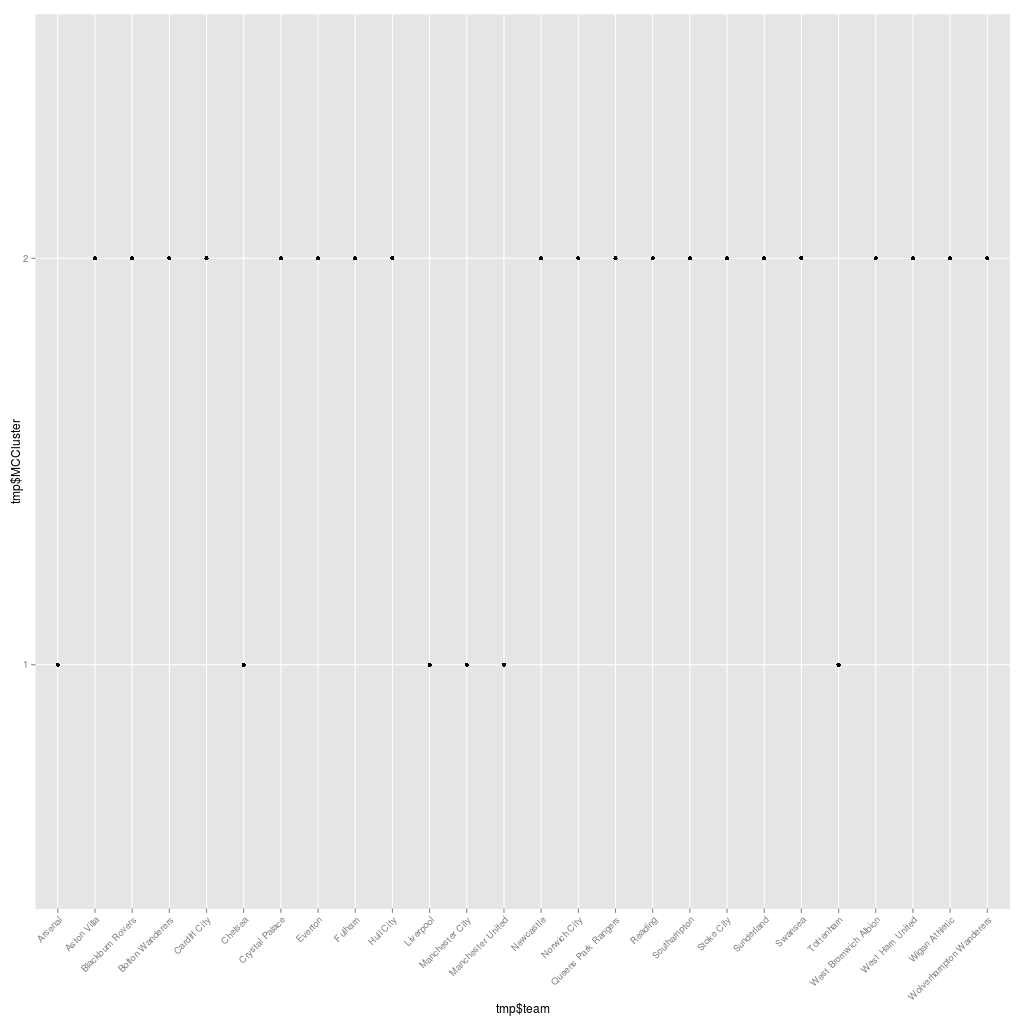 tmp$MCCluster
2
1
Arsenal
Aston Villa
Blackburn Rovers
Bolton Wanderers
Cardiff City
Chelsea
Crystal Palace
Everton
Fulham
Hull City
Liverpool
Manchester City
Manchester United
Newcastle
Norwich City
Queens Park Rangers
Reading
Southampton
Stoke City
Sunderland
Swansea
Tottenham
West Bromwich Albion
West Ham United
Wigan Athletic
Wolverhampton Wanderers
tmp$team